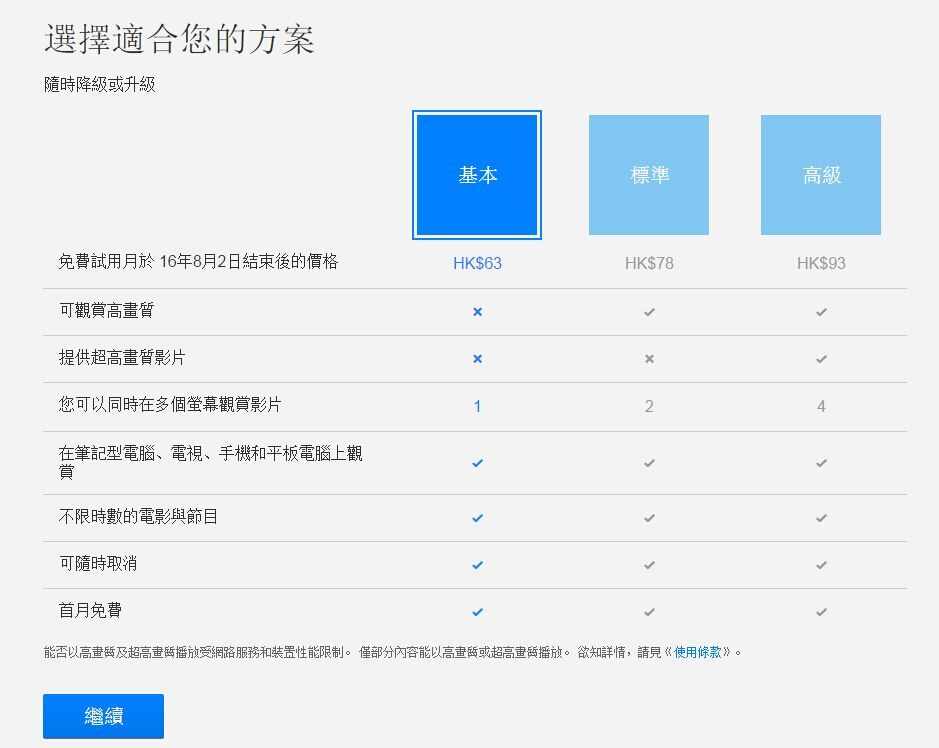 選擇適合您的方案
隨時降級或升級
基本 標準 高級
免費試用月於 16年8月2日結束後的價格 HK$63 HK$78 HK$93
可觀賞高畫質 × ✓ ✓
提供超高畫質影片 × × ✓
您可以同時在多個螢幕觀賞影片 1 2 4
在筆記型電腦、電視、手機和平板電腦上觀
賞 ✓ ✓ ✓
不限時數的電影與節目 ✓ ✓ ✓
可隨時取消 ✓ ✓ ✓
首月免費 ✓ ✓ ✓
能否以高畫質及超高畫質播放受網路服務和裝置性能限制。 僅部分內容能以高畫質或超高畫質播放。 欲知詳情，請見《使用條款》。
繼續